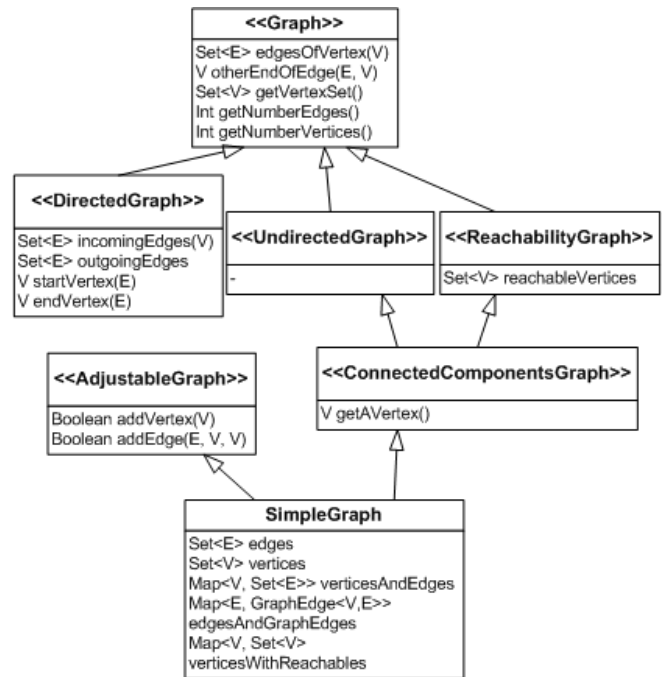 <<Graph>>
Set<E> edgesOfVertex(V)
V otherEndOfEdge(E, V)
Set<V> getVertexSet()
Int getNumberEdges()
Int getNumberVertices()
<<DirectedGraph>>
Set<E> incomingEdges(V)
Set<E> outgoingEdges
V startVertex(E)
V endVertex(E)
<<UndirectedGraph>>
-
<<ReachabilityGraph>>
Set<V> reachableVertices
<<AdjustableGraph>>
Boolean addVertex(V)
Boolean addEdge(E, V, V)
<<ConnectedComponentsGraph>>
V getAVertex()
SimpleGraph
Set<E> edges
Set<V> vertices
Map<V, Set<E>> verticesAndEdges
Map<E, GraphEdge<V,E>>
edgesAndGraphEdges
Map<V, Set<V>
verticesWithReachables